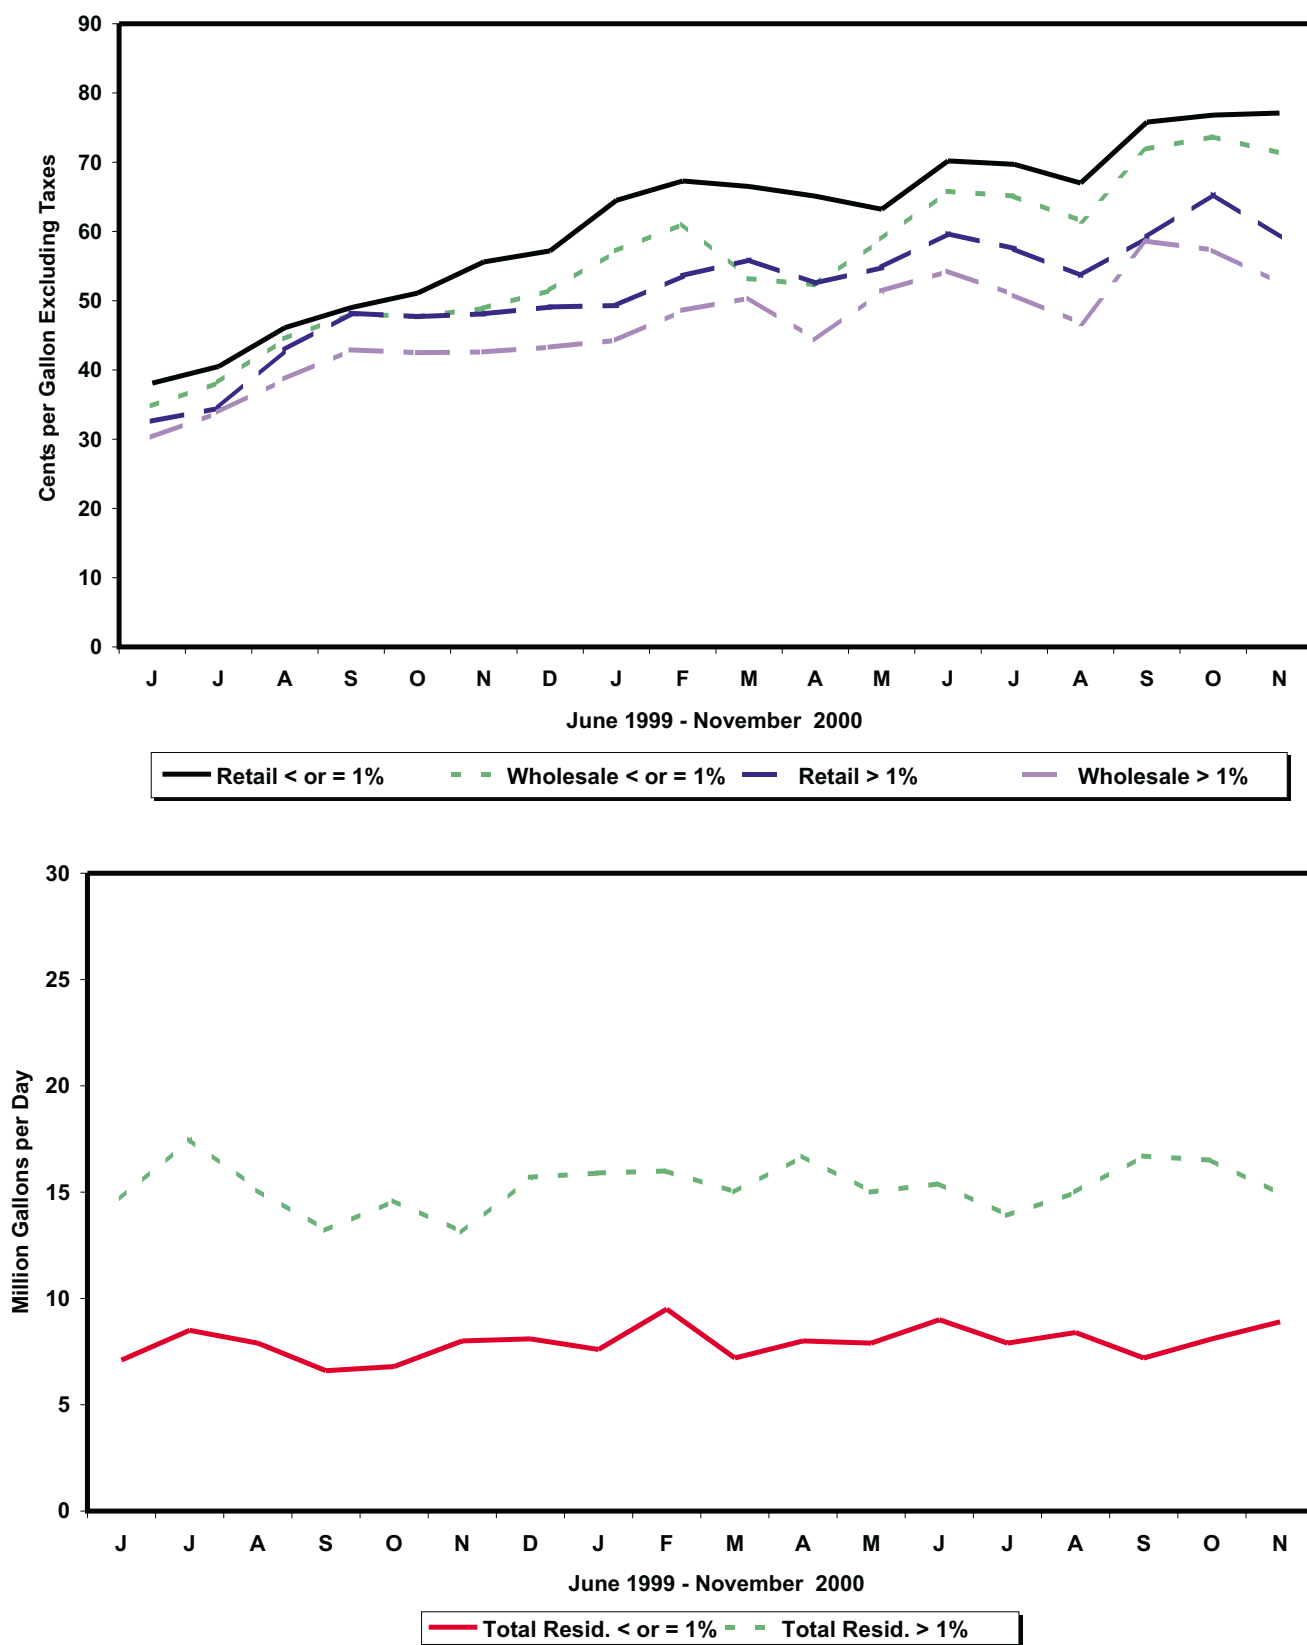 90
80
70
60
50
40
30
20
10
0
Cents per Gallon Excluding Taxes
J J A S O N D J F M A M J J A S O N
June 1999 - November 2000
Retail < or = 1% Wholesale < or = 1% Retail > 1% Wholesale > 1%
30
25
20
15
10
5
0
Million Gallons per Day
J J A S O N D J F M A M J J A S O N
June 1999 - November 2000
Total Resid. < or = 1% Total Resid. > 1%